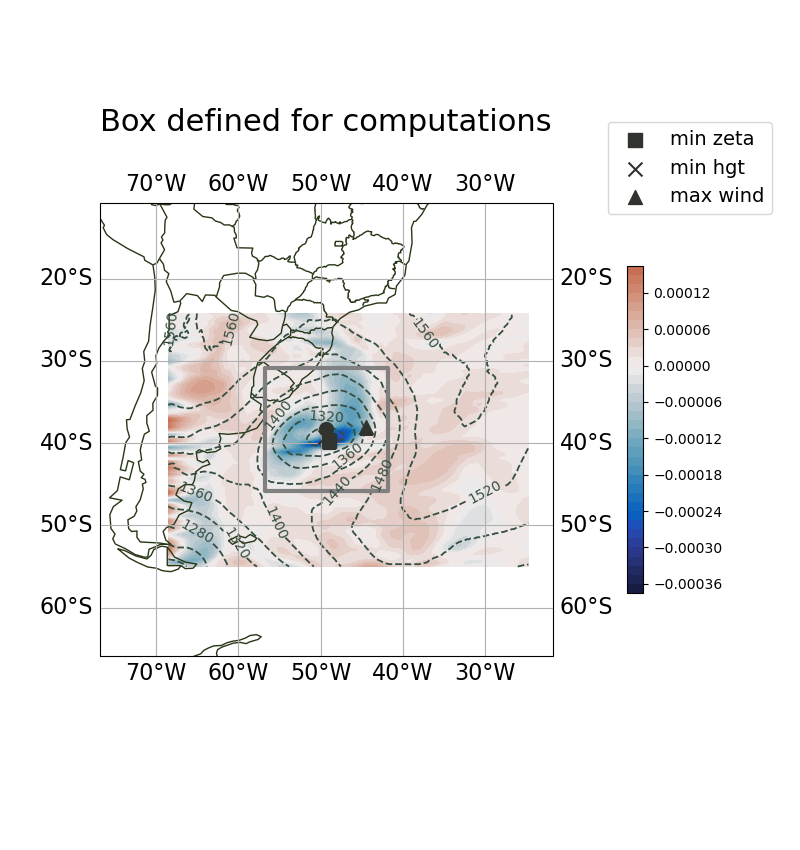 Box defined for computations
min zeta
min hgt
max wind
70°W 60°W 50°W 40°W 30°W
20°S 20°S
30°S 30°S
40°S 40°S
50°S 50°S
60°S 60°S
70°W 60°W 50°W 40°W 30°W
1560 1560 1560
1400 1320
1360 1480
1440 1520
1360 1400
1280
0.00012
0.00006
0.00000
−0.00006
−0.00012
−0.00018
−0.00024
−0.00030
−0.00036